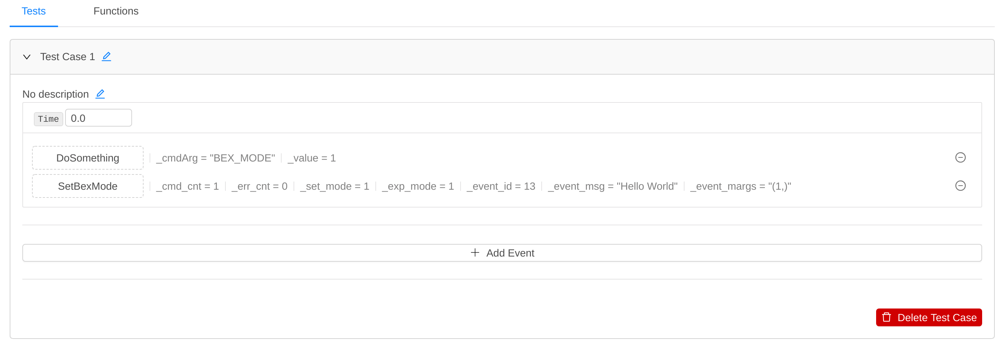 Tests Functions
Test Case 1
No description
Time 0.0
DoSomething _cmdArg = "BEX_MODE" _value = 1
SetBexMode _cmd_cnt = 1 _err_cnt = 0 _set_mode = 1 _exp_mode = 1 _event_id = 13 _event_msg = "Hello World" _event_margs = "(1,)"
Add Event
Delete Test Case